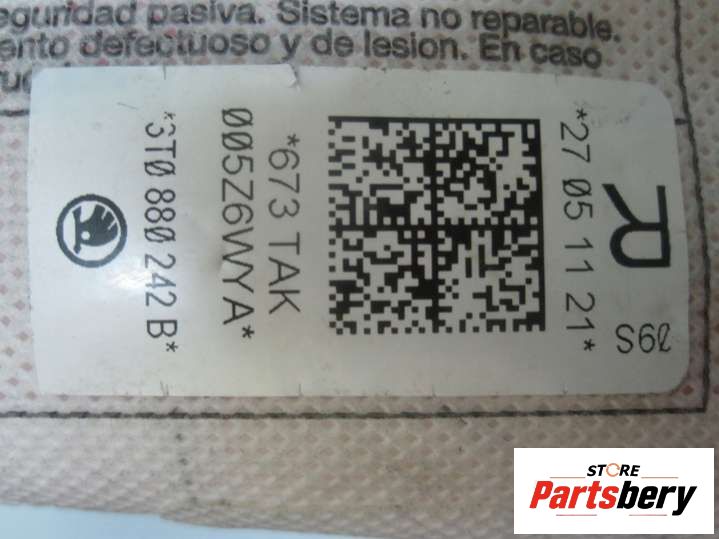 eguridad pasiva. Sistema no reparable.
ento defectuoso y de lesion. En caso
*27 05 11 21*
R
*673 TAK
005Z6WYA*
*3T0 880 242 B*
STORE
Partsbery